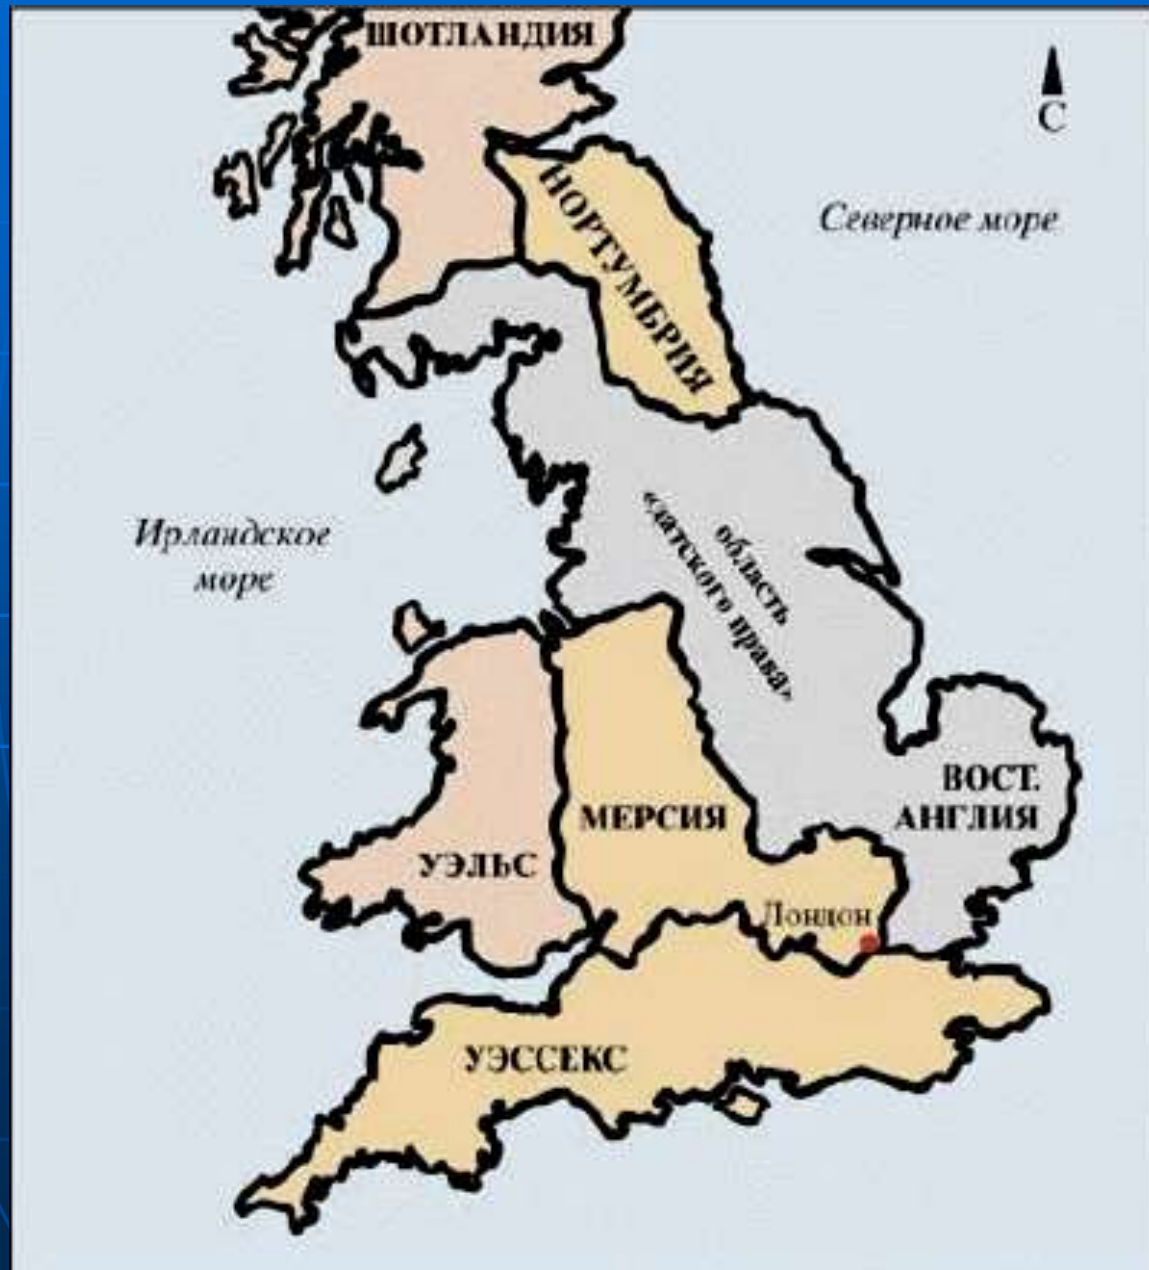 ШОТЛАНДИЯ
С
НОРТУМБРИЯ
Северное море
Ирландское
море
область
«датского права»
ВОСТ.
АНГЛИЯ
МЕРСИЯ
УЭЛЬС
Лондон
УЭССЕКС